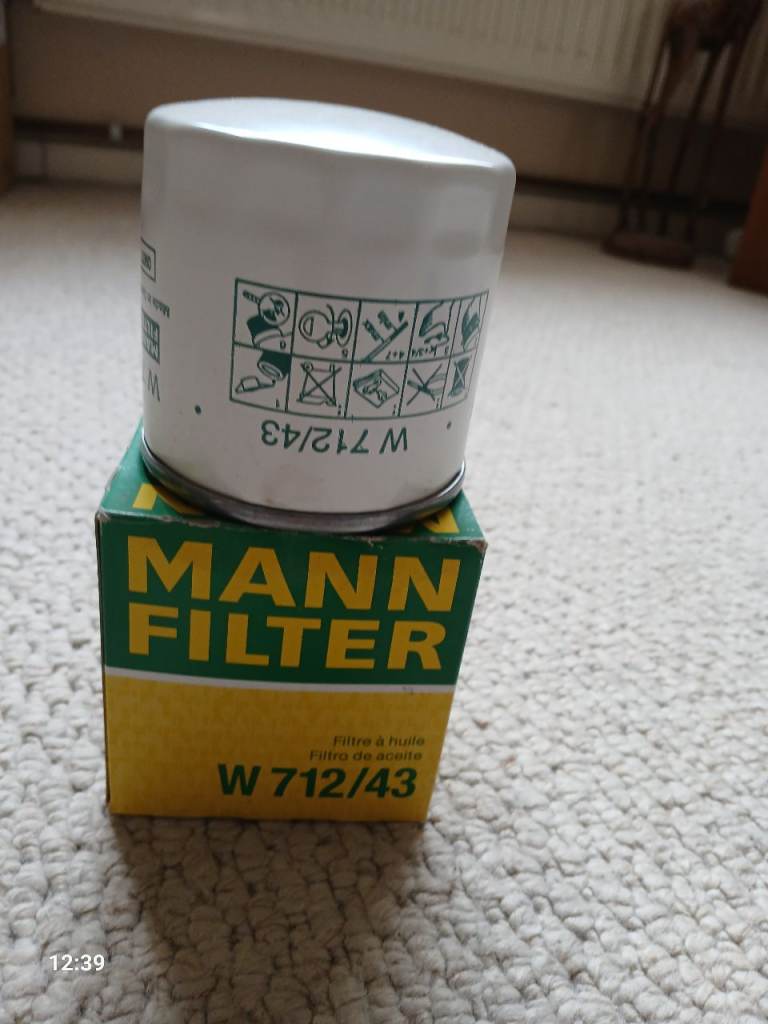 W 712/43
MANN
FILTER
Filtre à huile
Filtro de aceite
W 712/43
12:39